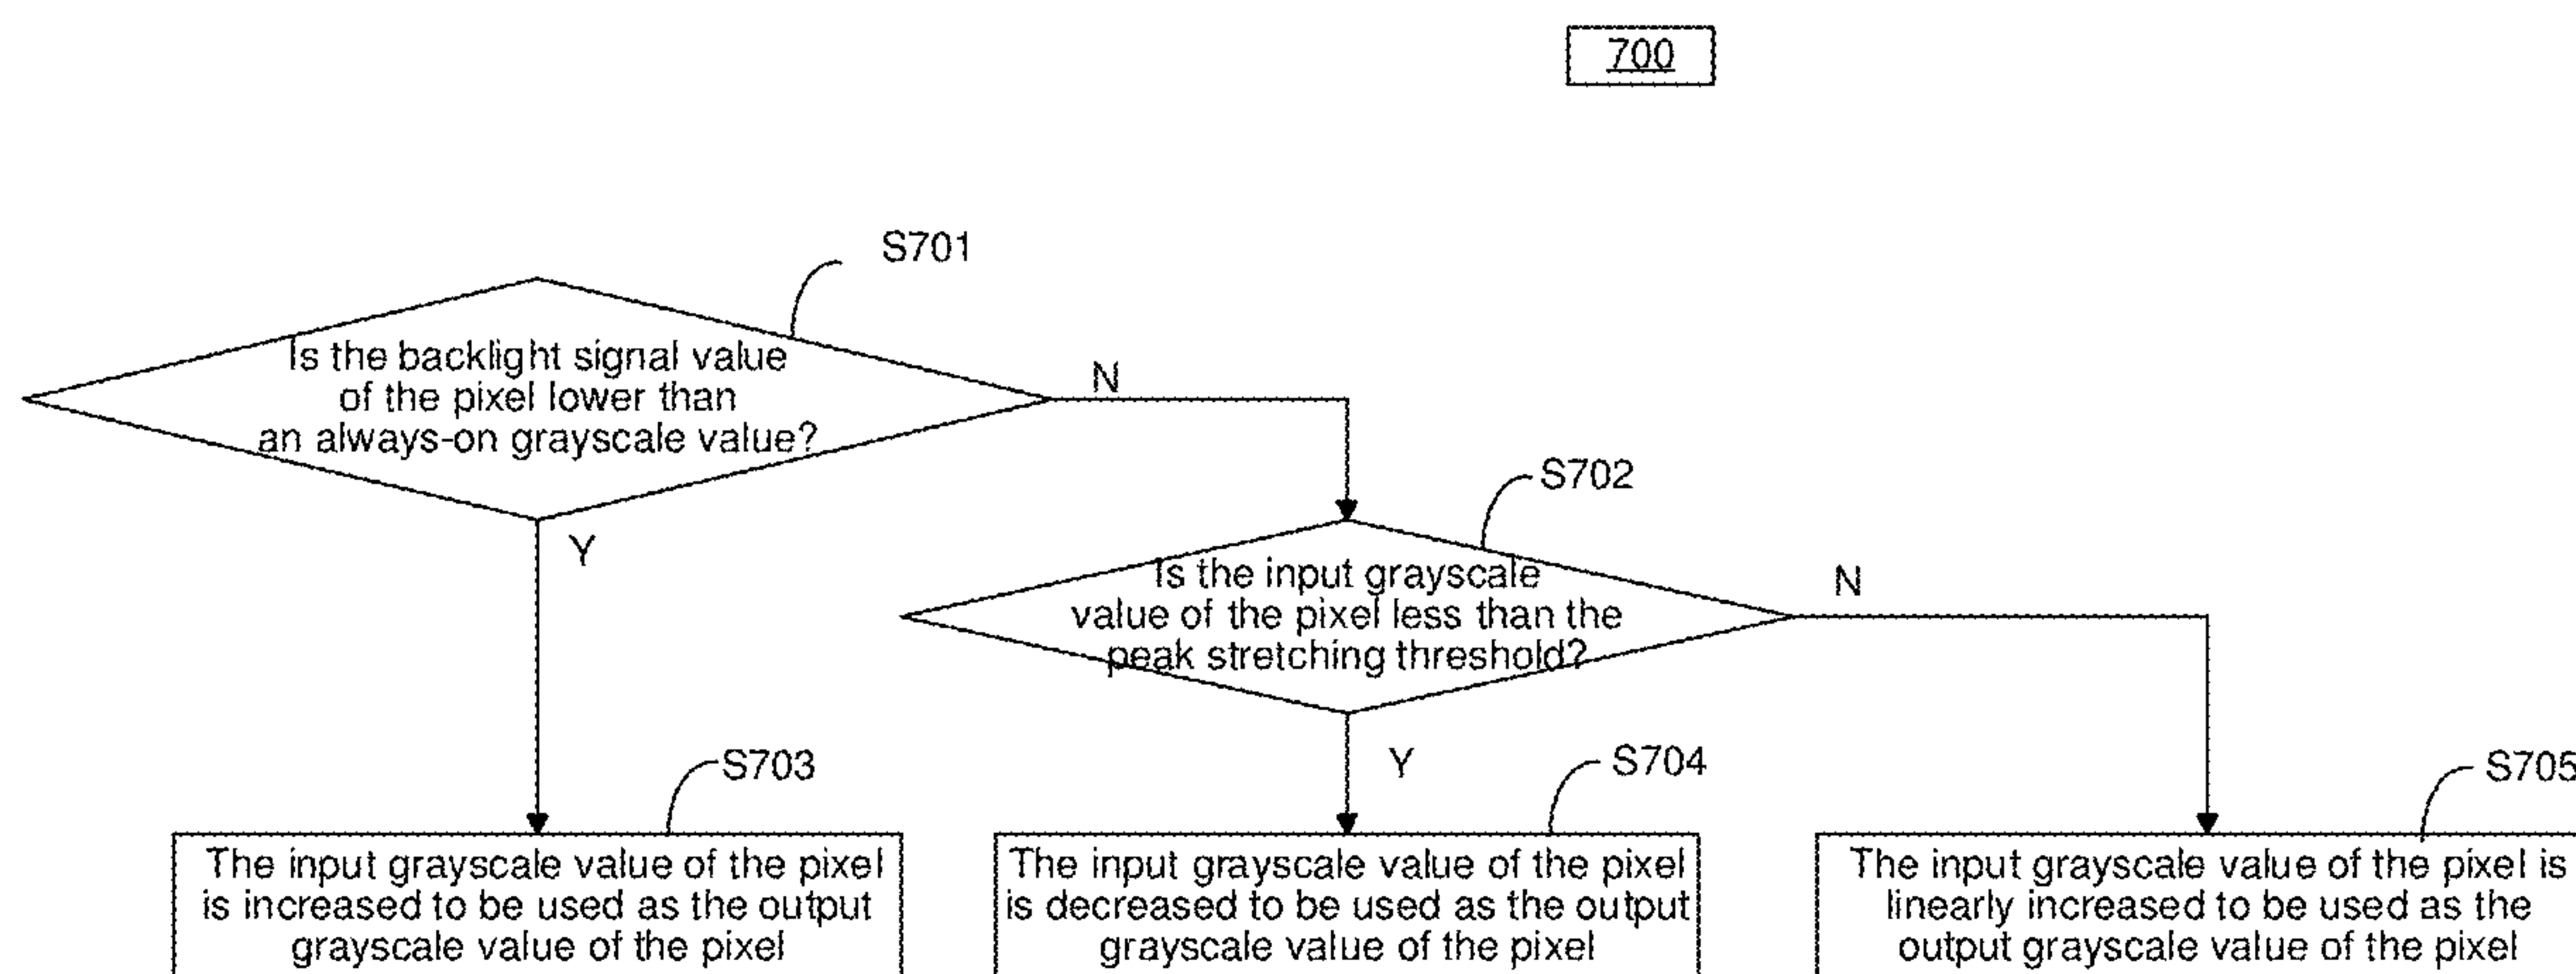 700
S701
Is the backlight signal value
of the pixel lower than
an always-on grayscale value?
N
Y
S702
Is the input grayscale
value of the pixel less than the
peak stretching threshold?
N
Y
S703
The input grayscale value of the pixel
is increased to be used as the output
grayscale value of the pixel
S704
The input grayscale value of the pixel
is decreased to be used as the output
grayscale value of the pixel
S705
The input grayscale value of the pixel is
linearly increased to be used as the
output grayscale value of the pixel